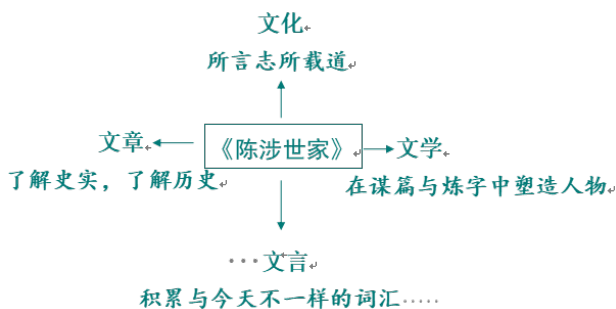 文化
所言志所载道
文章
《陈涉世家》
文学
了解史实，了解历史
在谋篇与炼字中塑造人物
···文言
积累与今天不一样的词汇·····